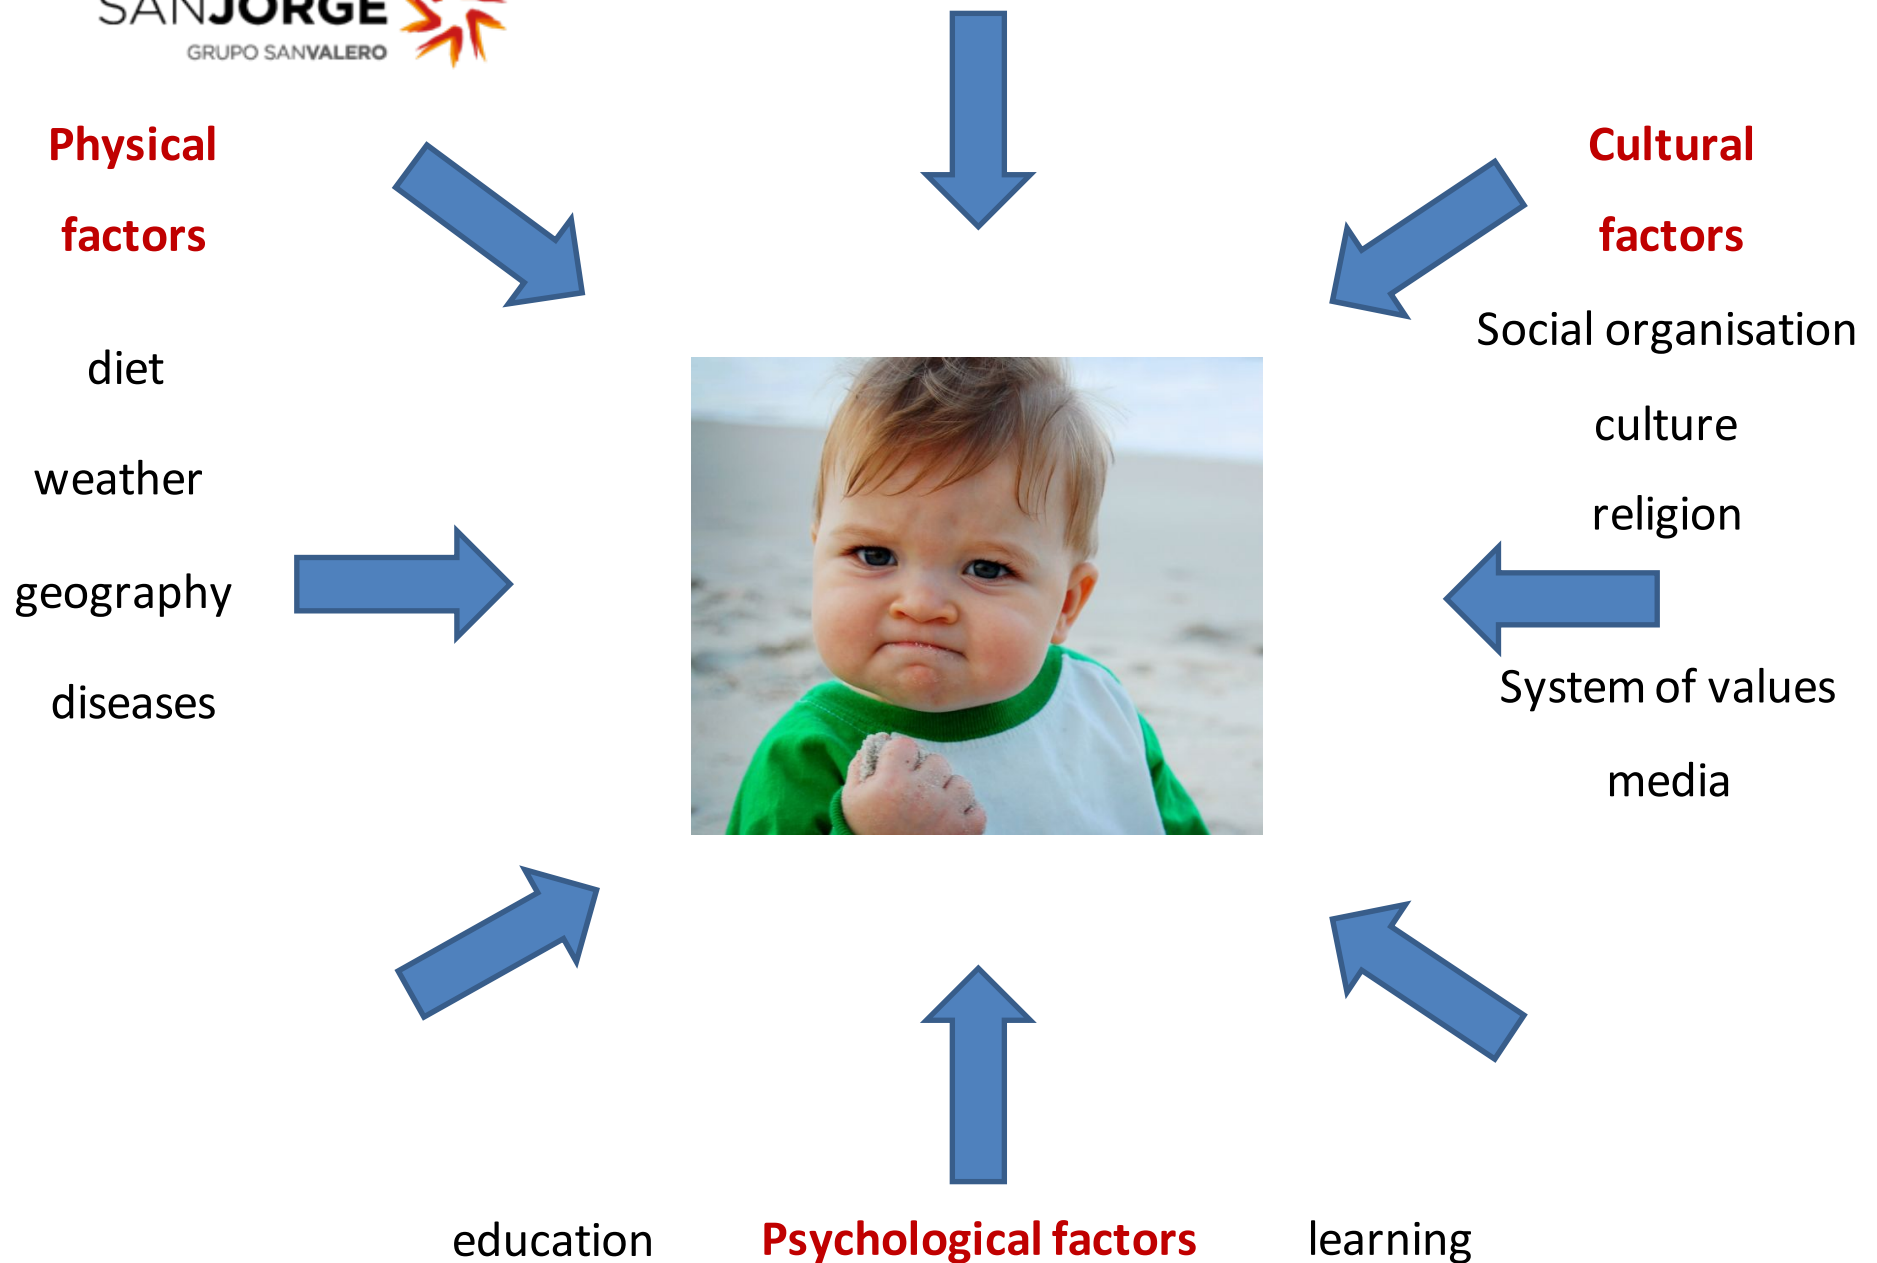 SANJORGE
GRUPO SANVALERO
Physical
factors
diet
weather
geography
diseases
Cultural
factors
Social organisation
culture
religion
System of values
media
education
Psychological factors
learning